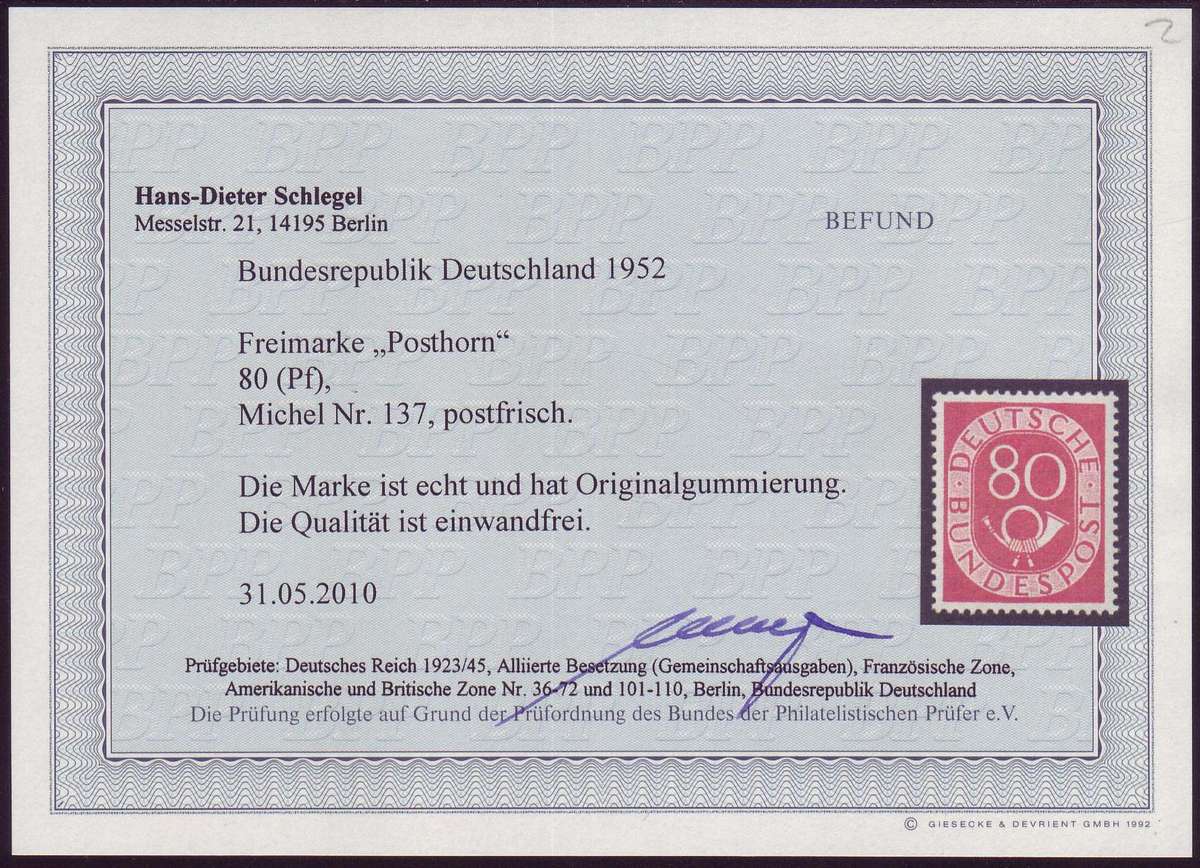 2
Hans-Dieter Schlegel
Messelstr. 21, 14195 Berlin
BEFUND
Bundesrepublik Deutschland 1952
Freimarke „Posthorn“
80 (Pf),
Michel Nr. 137, postfrisch.
Die Marke ist echt und hat Originalgummierung.
Die Qualität ist einwandfrei.
31.05.2010
DEUTSCHE
80
BUNDESPOST
Prüfgebiete: Deutsches Reich 1923/45, Alliierte Besetzung (Gemeinschaftsausgaben), Französische Zone,
Amerikanische und Britische Zone Nr. 36-72 und 101-110, Berlin, Bundesrepublik Deutschland
Die Prüfung erfolgte auf Grund der Prüfordnung des Bundes der Philatelistischen Prüfer e.V.
© GIESECKE & DEVRIENT GMBH 1992
BPP